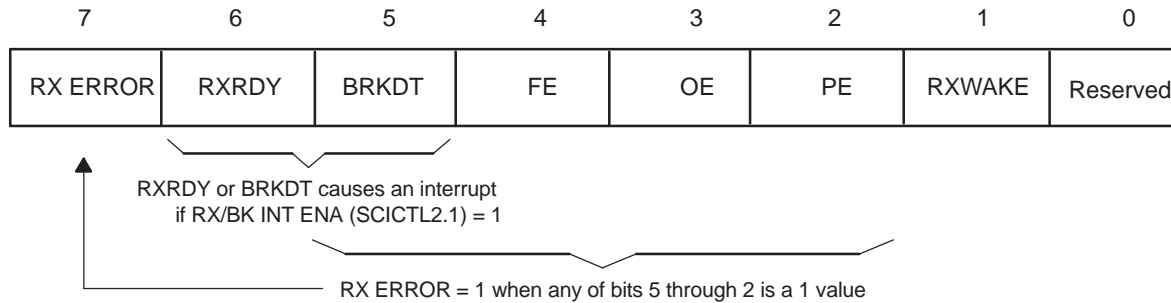 7 6 5 4 3 2 1 0
RX ERROR RXRDY BRKDT FE OE PE RXWAKE Reserved
RXRDY or BRKDT causes an interrupt
if RX/BK INT ENA (SCICTL2.1) = 1
RX ERROR = 1 when any of bits 5 through 2 is a 1 value